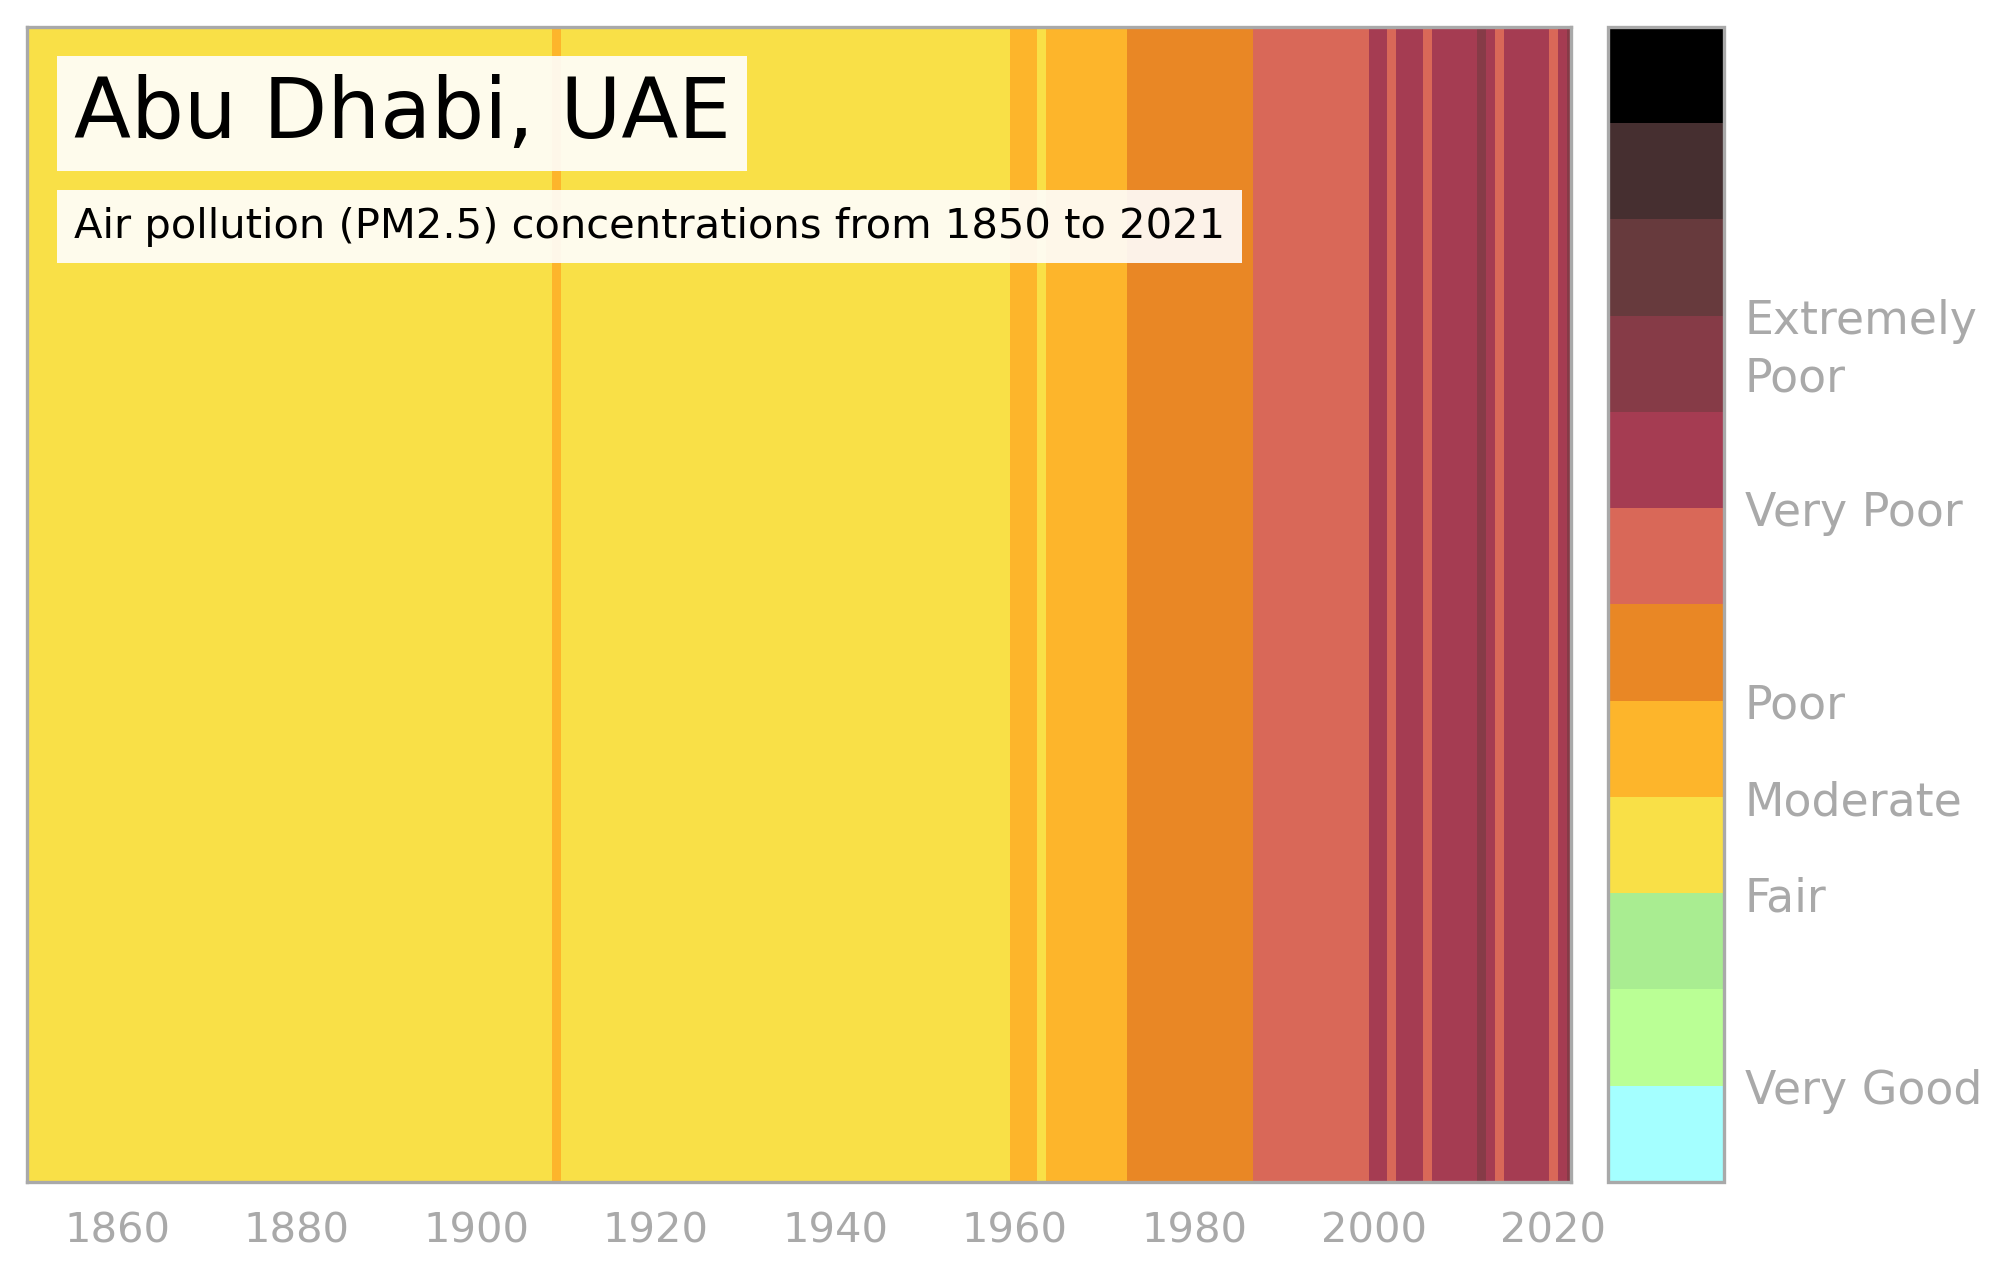 Abu Dhabi, UAE
Air pollution (PM2.5) concentrations from 1850 to 2021
Extremely
Poor
Very Poor
Poor
Moderate
Fair
Very Good
1860 1880 1900 1920 1940 1960 1980 2000 2020